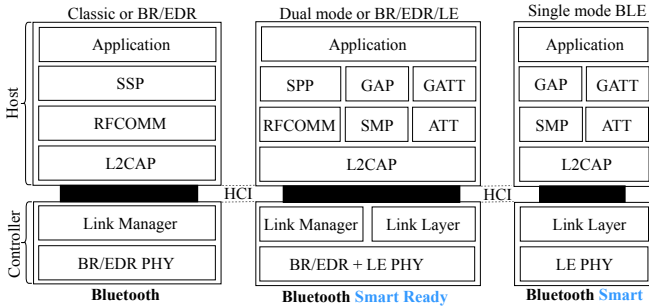 Classic or BR/EDR
Dual mode or BR/EDR/LE
Single mode BLE
Host
Application
SSP
RFCOMM
L2CAP
Application
SPP GAP GATT
RFCOMM SMP ATT
L2CAP
Application
GAP GATT
SMP ATT
L2CAP
HCI
HCI
Controller
Link Manager
BR/EDR PHY
Link Manager Link Layer
BR/EDR + LE PHY
Link Layer
LE PHY
Bluetooth
Bluetooth Smart Ready
Bluetooth Smart